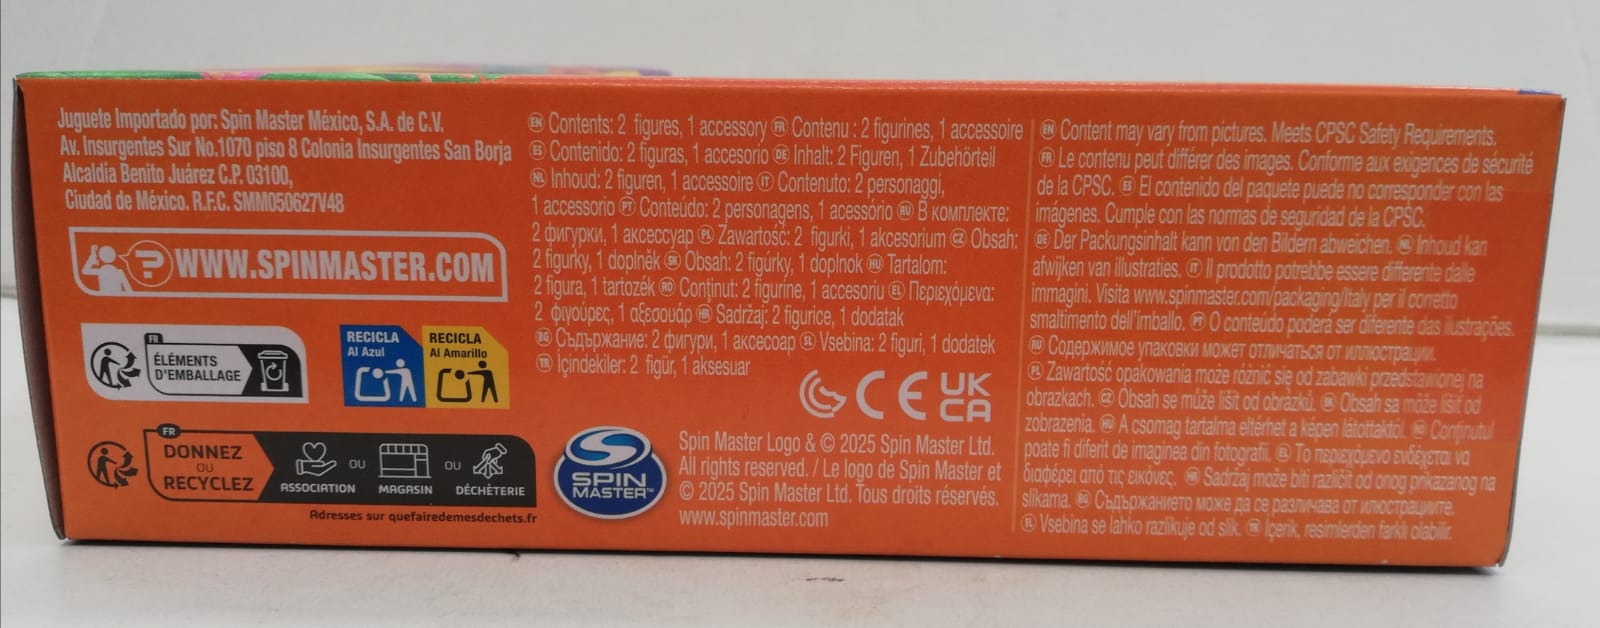 Juguete Importado por: Spin Master México, S.A. de C.V.
Av. Insurgentes Sur No.1070 piso 8 Colonia Insurgentes San Borja
Alcaldía Benito Juárez C.P. 03100,
Ciudad de México. R.F.C. SMM050627V48
WWW.SPINMASTER.COM
FR
ÉLÉMENTS
D'EMBALLAGE
RECICLA
Al Azul
RECICLA
Al Amarillo
FR
DONNEZ
OU
RECYCLEZ
ASSOCIATION
OU
MAGASIN
OU
DÉCHÈTERIE
Adresses sur quefairedemesdechets.fr
EN Contents: 2 figures, 1 accessory FR Contenu : 2 figurines, 1 accessoire
ES Contenido: 2 figuras, 1 accesorio DE Inhalt: 2 Figuren, 1 Zubehörteil
NL Inhoud: 2 figuren, 1 accessoire IT Contenuto: 2 personaggi,
1 accessorio PT Conteúdo: 2 personagens, 1 acessório RU В комплекте:
2 фигурки, 1 аксессуар PL Zawartość: 2 figurki, 1 akcesorium CZ Obsah:
2 figurky, 1 doplněk SK Obsah: 2 figúrky, 1 doplnok HU Tartalom:
2 figura, 1 tartozék RO Conținut: 2 figurine, 1 accesoriu EL Περιεχόμενα:
2 φιγούρες, 1 αξεσουάρ HR Sadržaj: 2 figurice, 1 dodatak
BG Съдържание: 2 фигури, 1 аксесоар SL Vsebina: 2 figuri, 1 dodatek
TR İçindekiler: 2 figür, 1 aksesuar
CE
UK
CA
SPIN
MASTER™
Spin Master Logo & © 2025 Spin Master Ltd.
All rights reserved. / Le logo de Spin Master et
© 2025 Spin Master Ltd. Tous droits réservés.
www.spinmaster.com
EN Content may vary from pictures. Meets CPSC Safety Requirements.
FR Le contenu peut différer des images. Conforme aux exigences de sécurité
de la CPSC. ES El contenido del paquete puede no corresponder con las
imágenes. Cumple con las normas de seguridad de la CPSC.
DE Der Packungsinhalt kann von den Bildern abweichen. NL Inhoud kan
afwijken van illustraties. IT Il prodotto potrebbe essere differente dalle
immagini. Visita www.spinmaster.com/packaging/Italy per il corretto
smaltimento dell'imballo. PT O conteúdo poderá ser diferente das ilustrações.
RU Содержимое упаковки может отличаться от иллюстрации.
PL Zawartość opakowania może różnić się od zabawki przedstawionej na
obrazkach. CZ Obsah se může lišit od obrázků. SK Obsah sa môže líšiť od
zobrazenia. HU A csomag tartalma eltérhet a képen látottaktól. RO Conținutul
poate fi diferit de imaginea din fotografii. EL Το περιεχόμενο ενδέχεται να
διαφέρει από τις εικόνες. HR Sadržaj može biti različit od onog prikazanog na
slikama. BG Съдържанието може да се различава от илюстрациите.
SL Vsebina se lahko razlikuje od slik. TR İçerik, resimlerden farklı olabilir.